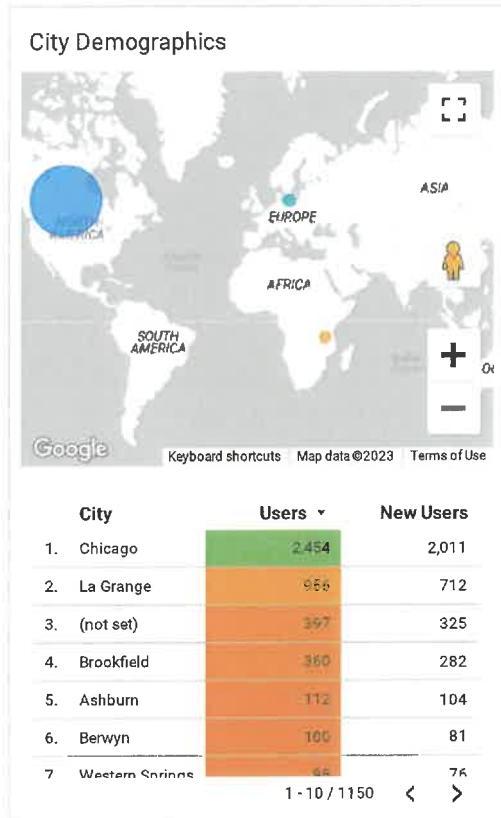 City Demographics
ASIA
EUROPE
AFRICA
SOUTH
AMERICA
Google
Keyboard shortcuts Map data ©2023 Terms of Use
City Users New Users
1. Chicago 2,454 2,011
2. La Grange 956 712
3. (not set) 397 325
4. Brookfield 360 282
5. Ashburn 112 104
6. Berwyn 100 81
7. Western Springs 76
1 - 10 / 1150